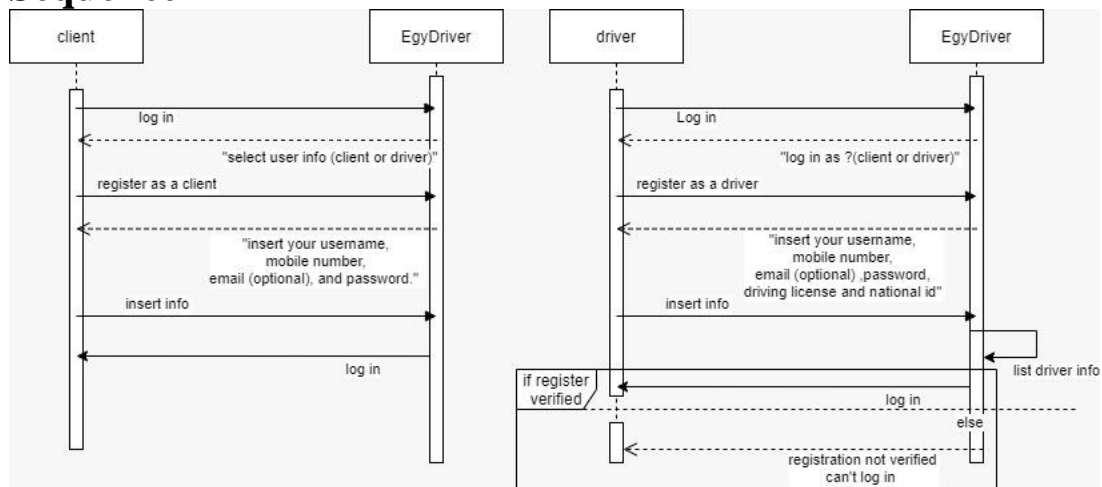 Sequence
client
EgyDriver
log in
"select user info (client or driver)"
register as a client
"insert your username,
mobile number,
email (optional), and password."
insert info
log in
driver
EgyDriver
Log in
"log in as ?(client or driver)"
register as a driver
"insert your username,
mobile number,
email (optional) ,password,
driving license and national id"
insert info
list driver info
if register
verified
log in
else
registration not verified
can't log in